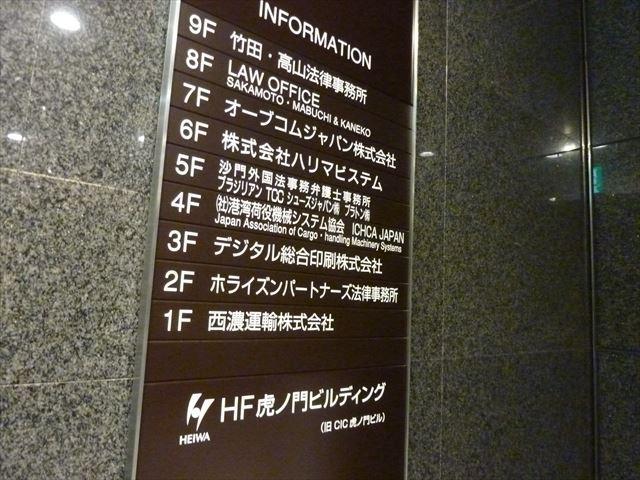 INFORMATION
9F 竹田・高山法律事務所
8F LAW OFFICE
SAKAMOTO・MABUCHI & KANEKO
7F オーブコムジャパン株式会社
6F 株式会社ハリマビステム
5F 沙門外国法事務弁護士事務所
ブラジリアン TCC シューズジャパン㈱ プラトン㈱
4F ㈳港湾荷役機械システム協会 ICHCA JAPAN
Japan Association of Cargo・handling Machinery Systems
3F デジタル総合印刷株式会社
2F ホライズンパートナーズ法律事務所
1F 西濃運輸株式会社
HF虎ノ門ビルディング
HEIWA
(旧 CIC 虎ノ門ビル)